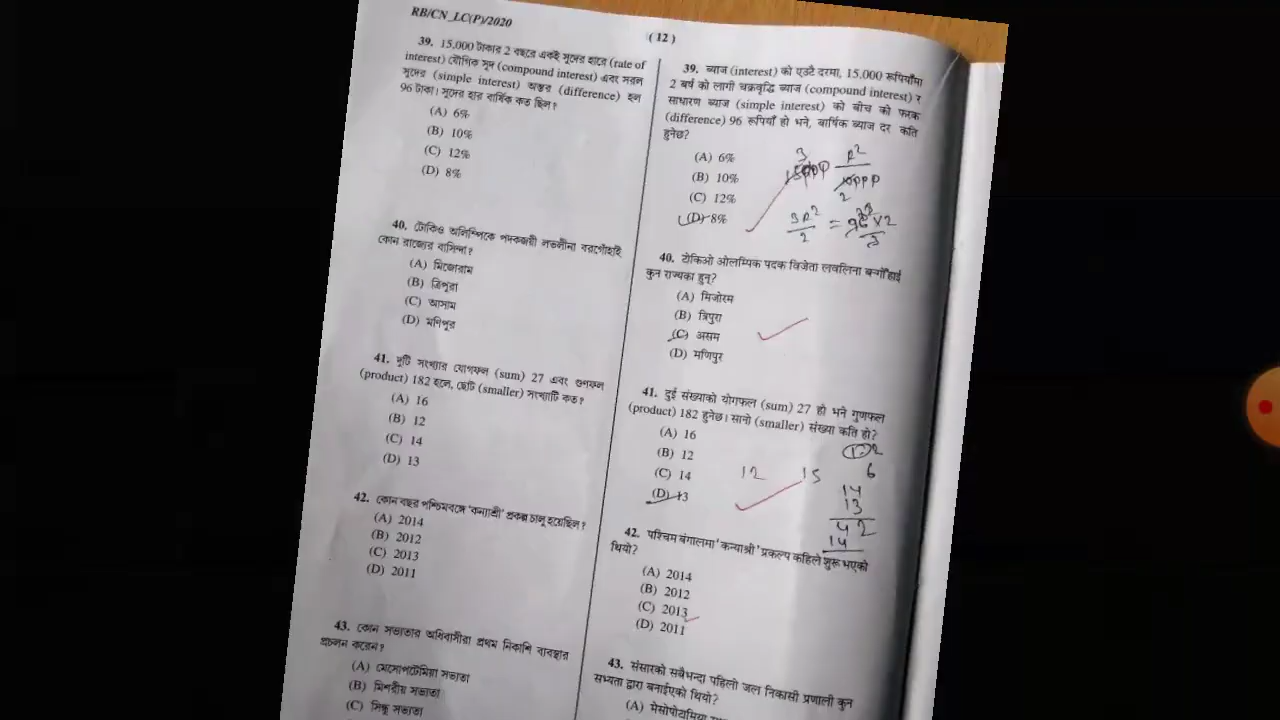 RB/CN_LC(P)/2020
( 12 )
39. 15,000 টাকার 2 বছরে একই সুদের হারে (rate of
interest) যৌগিক সুদ (compound interest) এবং সরল
সুদের (simple interest) অন্তর (difference) হল
96 টাকা। সুদের হার বার্ষিক কত ছিল?
(A) 6%
(B) 10%
(C) 12%
(D) 8%
40. টোকিও অলিম্পিকে পদকজয়ী লভলীনা বরগোঁহাই
কোন রাজ্যের বাসিন্দা?
(A) মিজোরাম
(B) ত্রিপুরা
(C) আসাম
(D) মণিপুর
41. দুটি সংখ্যার যোগফল (sum) 27 এবং গুণফল
(product) 182 হলে, ছোট (smaller) সংখ্যাটি কত?
(A) 16
(B) 12
(C) 14
(D) 13
42. কোন বছর পশ্চিমবঙ্গে 'কন্যাশ্রী' প্রকল্প চালু হয়েছিল?
(A) 2014
(B) 2012
(C) 2013
(D) 2011
43. কোন সভ্যতার অধিবাসীরা প্রথম নিকাশি ব্যবস্থার
প্রচলন করেন?
(A) মেসোপটেমিয়া সভ্যতা
(B) মিশরীয় সভ্যতা
(C) সিন্ধু সভ্যতা
39. ब्याज (interest) को एउटै दरमा, 15,000 रूपियाँमा
2 बर्ष को लागी चक्रवृद्धि ब्याज (compound interest) र
साधारण ब्याज (simple interest) को बीच को फरक
(difference) 96 रूपियाँ हो भने, बार्षिक ब्याज दर कति
हुनेछ?
(A) 6%
(B) 10%
(C) 12%
(D) 8%
40. टोकिओ ओलम्पिक पदक विजेता लवलिना बर्गोंहाई
कुन राज्यका हुन्?
(A) मिजोरम
(B) त्रिपुरा
(C) असम
(D) मणिपुर
41. दुई संख्याको योगफल (sum) 27 हो भने गुणफल
(product) 182 हुनेछ। सानो (smaller) संख्या कति हो?
(A) 16
(B) 12
(C) 14
(D) 13
12 15 6
14
13
42
14
42. पश्चिम बंगालमा 'कन्याश्री' प्रकल्प कहिले शुरू भएको
थियो?
(A) 2014
(B) 2012
(C) 2013
(D) 2011
43. संसारको सबैभन्दा पहिलो जल निकासी प्रणाली कुन
सभ्यता द्वारा बनाईएको थियो?
(A) मेसोपोटामिया